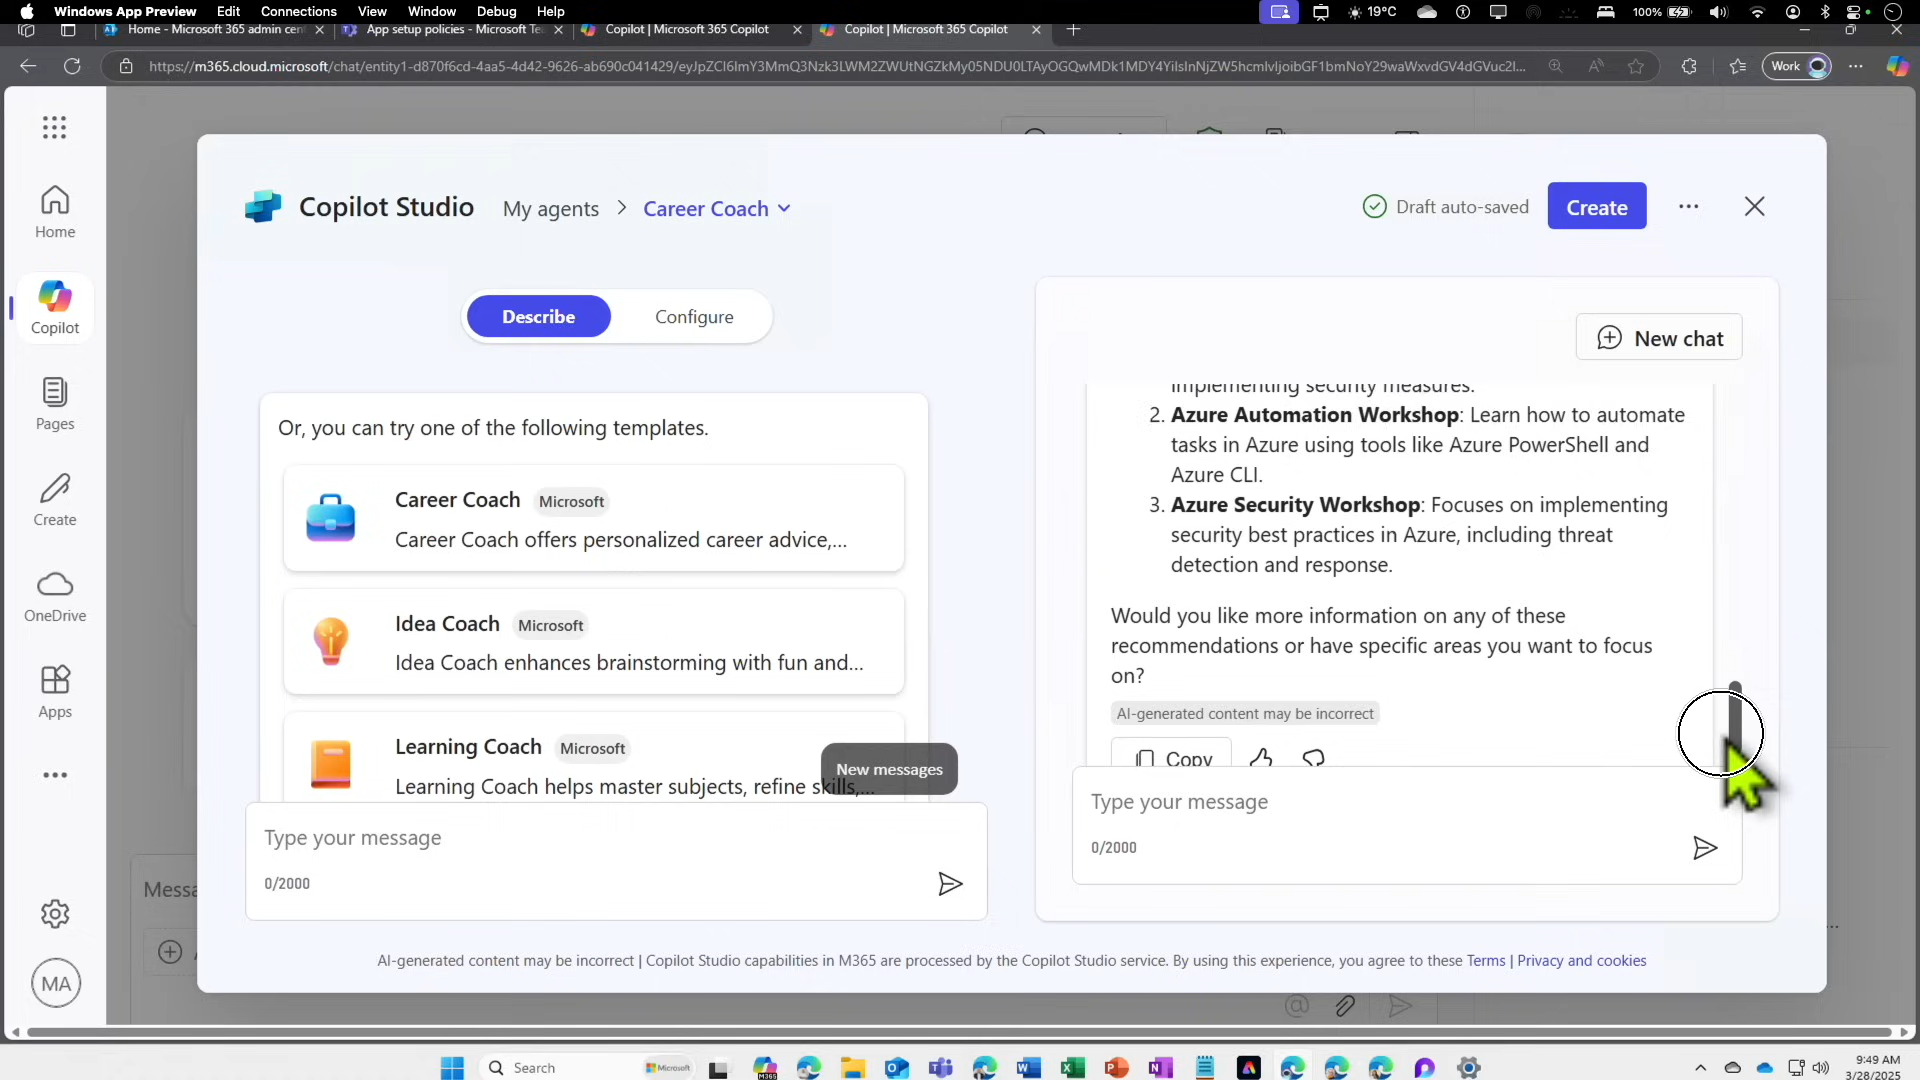 Windows App Preview Edit Connections View Window Debug Help 19°C 100%
Home - Microsoft 365 admin cen App setup policies - Microsoft Te Copilot | Microsoft 365 Copilot Copilot | Microsoft 365 Copilot
Work
Home
Copilot
Pages
Create
OneDrive
Apps
MA
Copilot Studio My agents > Career Coach
Draft auto-saved Create
Describe Configure
Or, you can try one of the following templates.
Career Coach Microsoft
Career Coach offers personalized career advice,...
Idea Coach Microsoft
Idea Coach enhances brainstorming with fun and...
Learning Coach Microsoft
Learning Coach helps master subjects, refine skills,...
New messages
Type your message
0/2000
New chat
implementing security measures.
2. Azure Automation Workshop: Learn how to automate
tasks in Azure using tools like Azure PowerShell and
Azure CLI.
3. Azure Security Workshop: Focuses on implementing
security best practices in Azure, including threat
detection and response.
Would you like more information on any of these
recommendations or have specific areas you want to focus
on?
AI-generated content may be incorrect
Copy
Type your message
0/2000
AI-generated content may be incorrect | Copilot Studio capabilities in M365 are processed by the Copilot Studio service. By using this experience, you agree to these Terms | Privacy and cookies
Messa
Search Microsoft M365
9:49 AM
3/28/2025